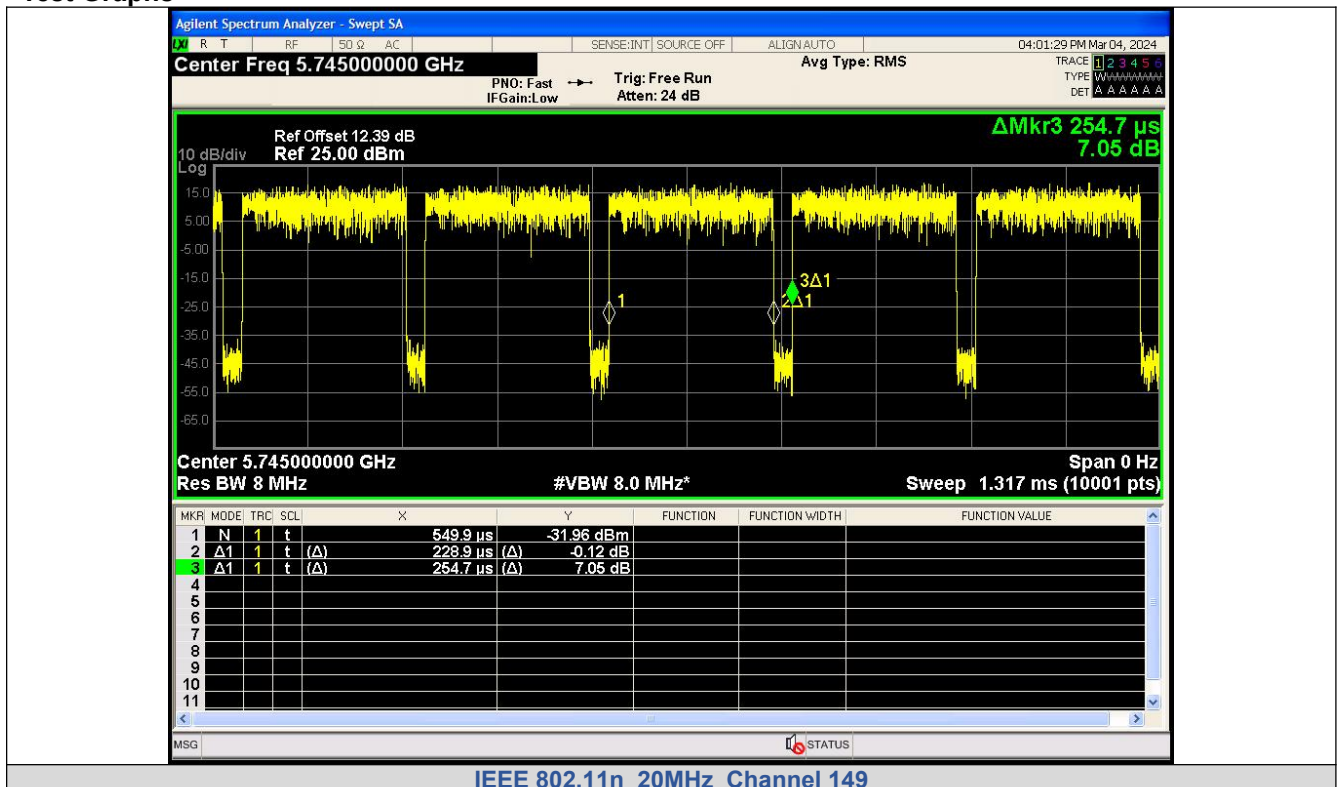 Test Graphs
Agilent Spectrum Analyzer - Swept SA
LXI R T RF 50 Ω AC SENSE:INT SOURCE OFF ALIGN AUTO 04:01:29 PM Mar 04, 2024
Center Freq 5.745000000 GHz
PNO: Fast
IFGain:Low
Trig: Free Run
Atten: 24 dB
Avg Type: RMS
TRACE 1 2 3 4 5 6
TYPE WWWWWW
DET A A A A A A
ΔMkr3 254.7 µs
7.05 dB
Ref Offset 12.39 dB
10 dB/div Ref 25.00 dBm
Log
15.0
5.00
-5.00
-15.0
-25.0
-35.0
-45.0
-55.0
-65.0
3Δ1
1
2Δ1
Center 5.745000000 GHz Span 0 Hz
Res BW 8 MHz #VBW 8.0 MHz* Sweep 1.317 ms (10001 pts)
MKR MODE TRC SCL X Y FUNCTION FUNCTION WIDTH FUNCTION VALUE
1 N 1 t 549.9 µs -31.96 dBm
2 Δ1 1 t (Δ) 228.9 µs (Δ) -0.12 dB
3 Δ1 1 t (Δ) 254.7 µs (Δ) 7.05 dB
4
5
6
7
8
9
10
11
MSG STATUS
IEEE 802.11n_20MHz_Channel 149